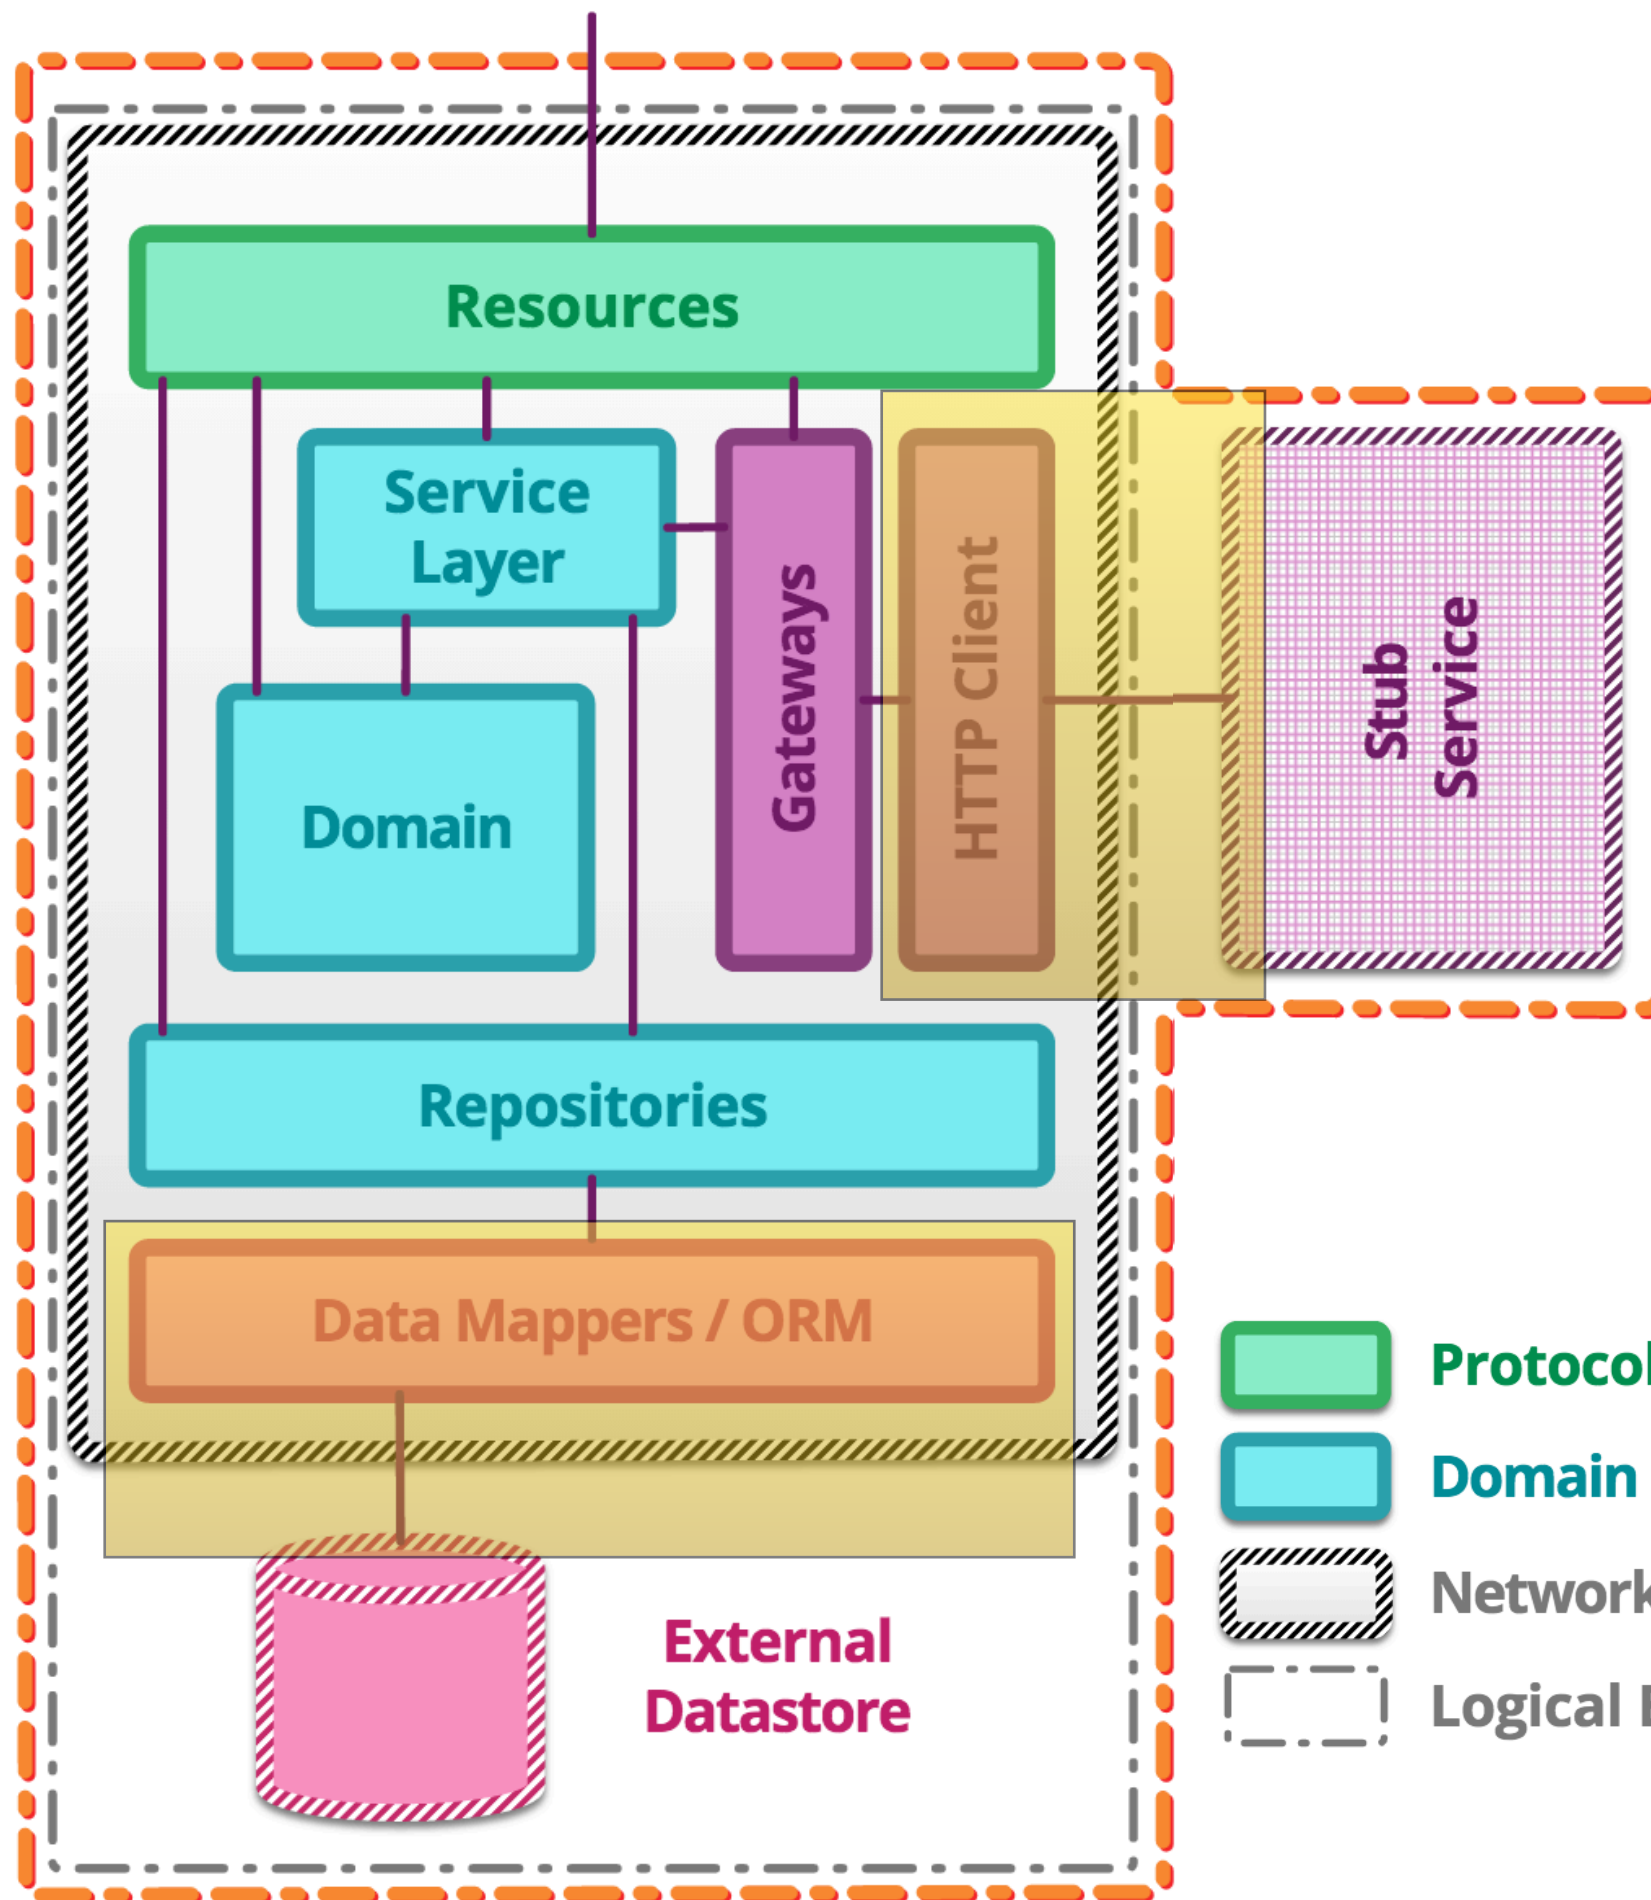 Resources
Service
Layer
Gateways
HTTP Client
Stub
Service
Domain
Repositories
Data Mappers / ORM
External
Datastore
Protocol
Domain
Network
Logical